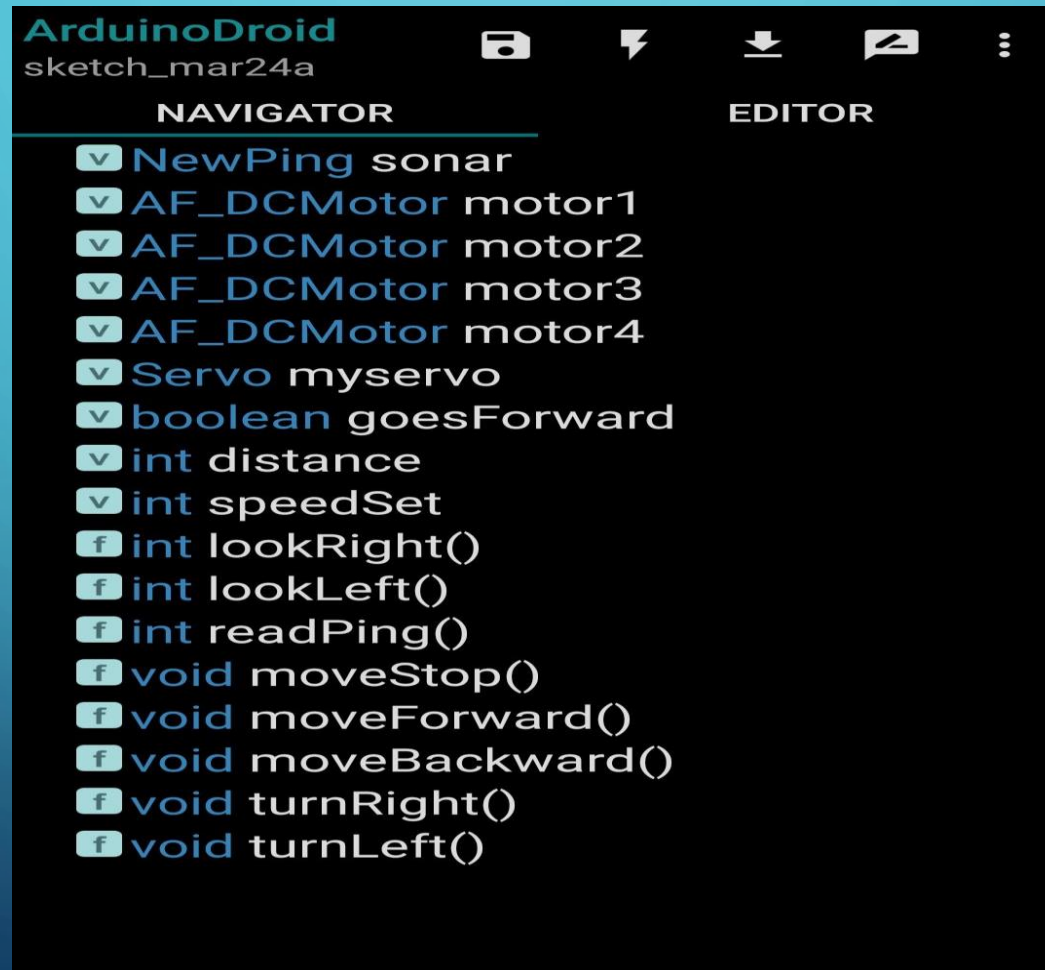 ArduinoDroid
sketch_mar24a
NAVIGATOR EDITOR
v NewPing sonar
v AF_DCMotor motor1
v AF_DCMotor motor2
v AF_DCMotor motor3
v AF_DCMotor motor4
v Servo myservo
v boolean goesForward
v int distance
v int speedSet
f int lookRight()
f int lookLeft()
f int readPing()
f void moveStop()
f void moveForward()
f void moveBackward()
f void turnRight()
f void turnLeft()